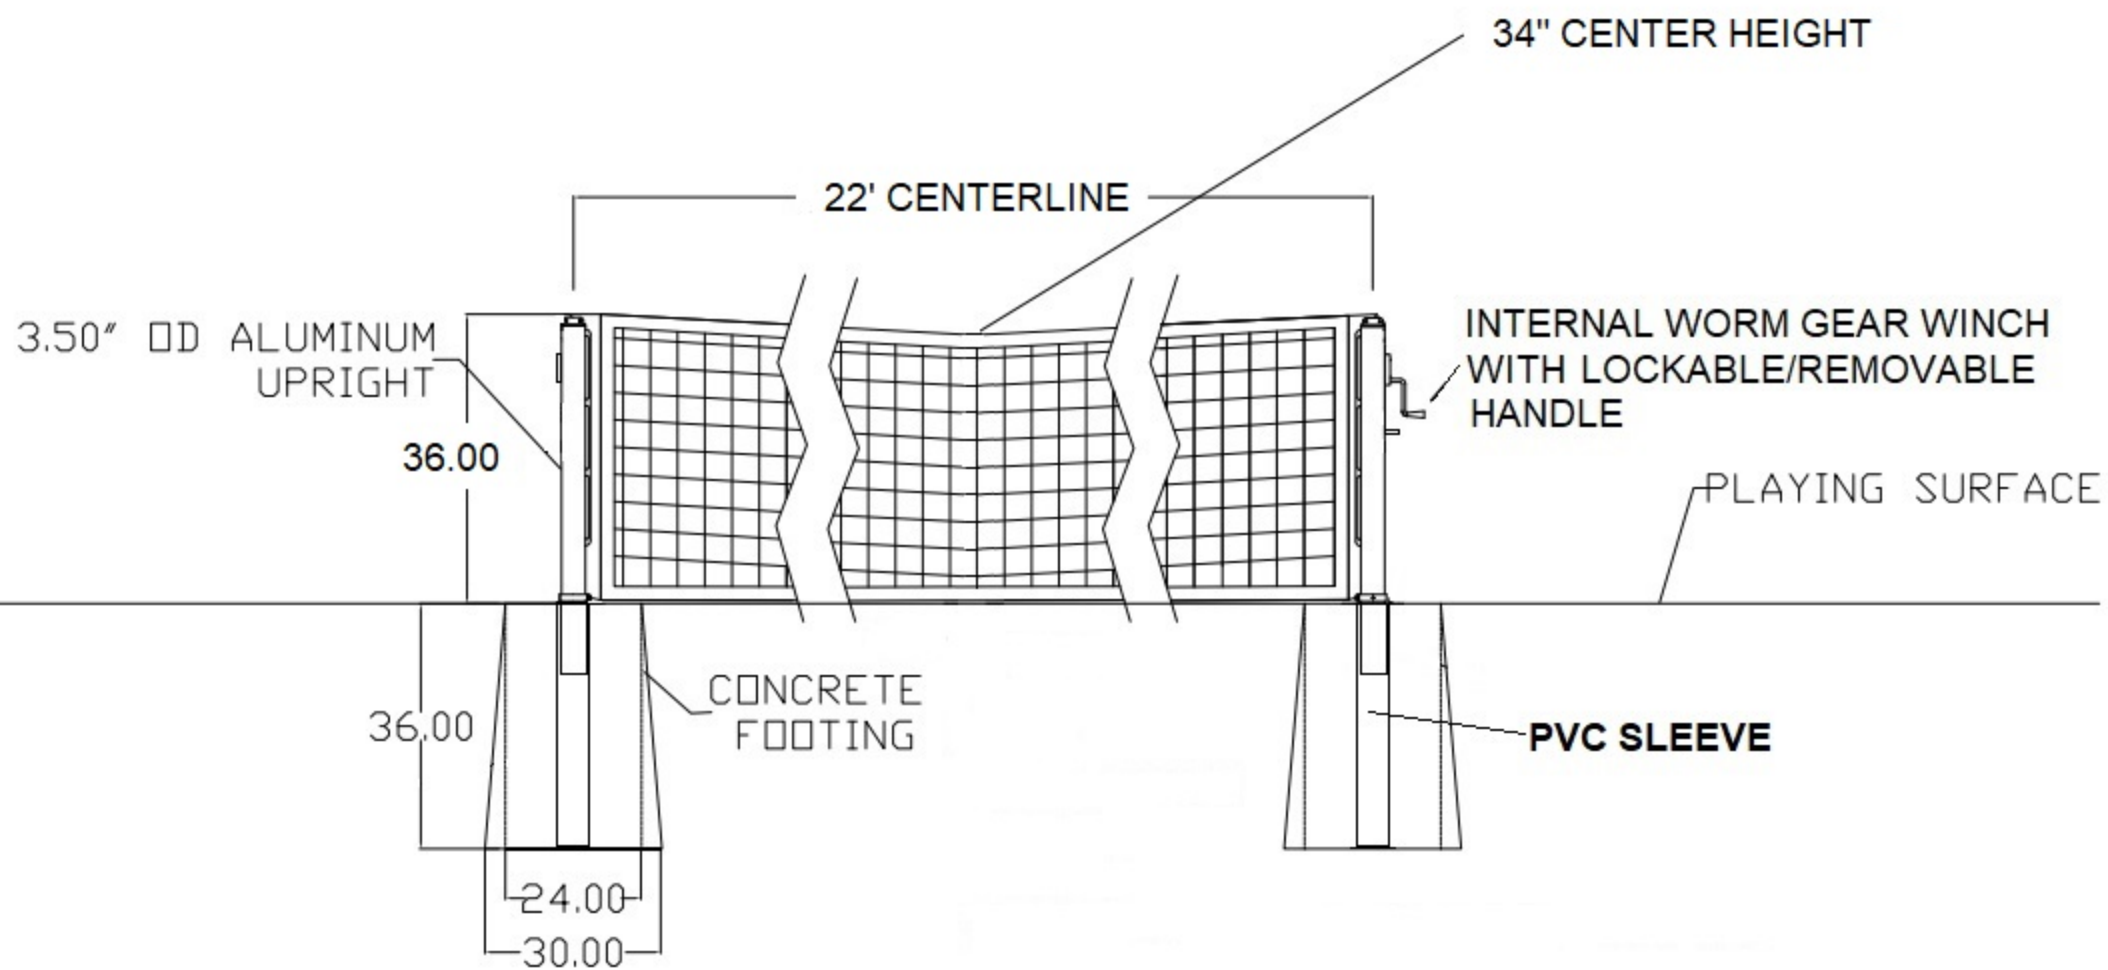 34" CENTER HEIGHT
22' CENTERLINE
3.50" OD ALUMINUM
UPRIGHT
INTERNAL WORM GEAR WINCH
WITH LOCKABLE/REMOVABLE
HANDLE
36.00
PLAYING SURFACE
CONCRETE
FOOTING
36.00
PVC SLEEVE
24.00
30.00